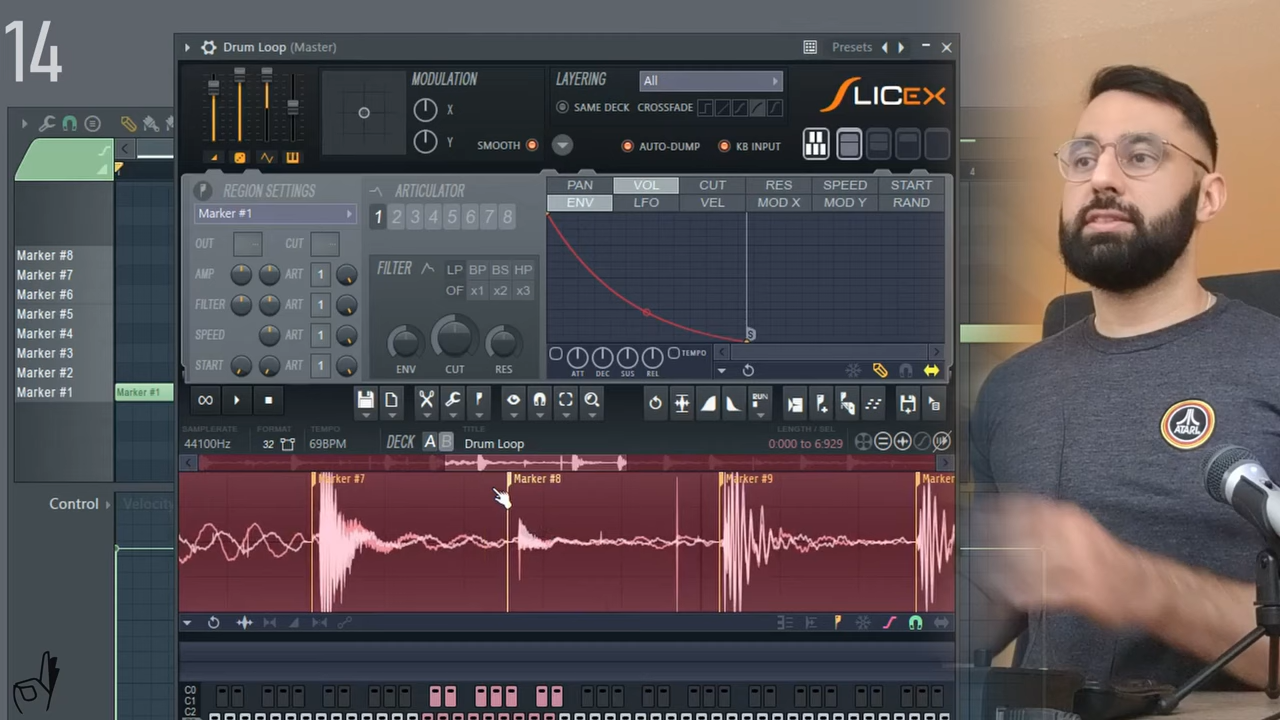 14
Drum Loop (Master)
Presets
MODULATION
X
Y
SMOOTH
LAYERING
All
SAME DECK CROSSFADE
AUTO-DUMP
KB INPUT
SLICEX
REGION SETTINGS
Marker #1
OUT
CUT
AMP
ART
1
FILTER
ART
1
SPEED
ART
1
START
ART
1
ARTICULATOR
1 2 3 4 5 6 7 8
FILTER
LP BP BS HP
OF x1 x2 x3
ENV
CUT
RES
PAN VOL CUT RES SPEED START
ENV LFO VEL MOD X MOD Y RAND
S
ATT DEC SUS REL
TEMPO
4
Marker #8
Marker #7
Marker #6
Marker #5
Marker #4
Marker #3
Marker #2
Marker #1
Marker #1
Control
Velocity
RUN
SAMPLERATE
44100Hz
FORMAT
32
TEMPO
69BPM
DECK A B
TITLE
Drum Loop
LENGTH / SEL
0:000 to 6:929
Marker #7
Marker #8
Marker #9
Marker
C0
C1
C2
ATARI